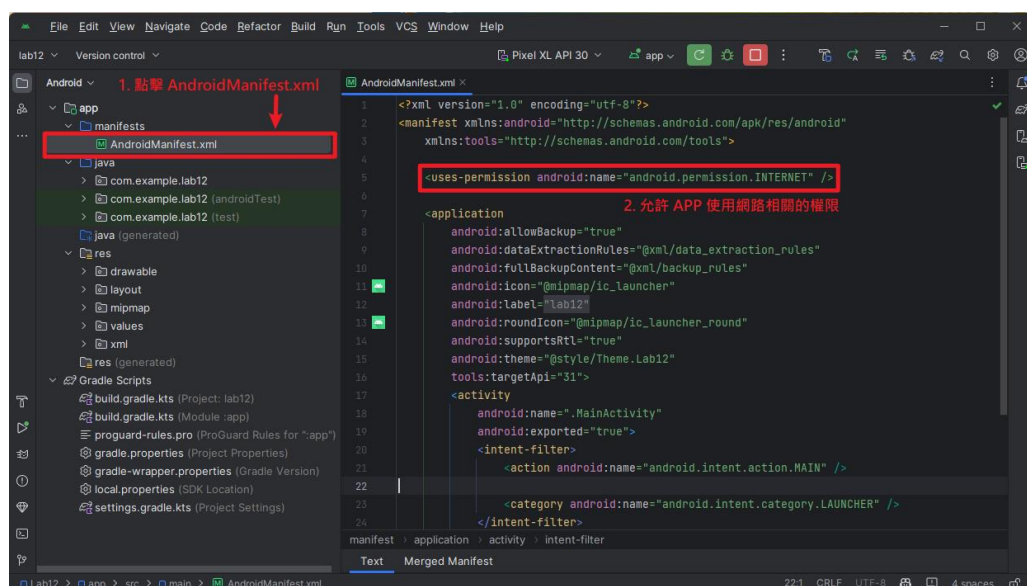 File Edit View Navigate Code Refactor Build Run Tools VCS Window Help
lab12 Version control Pixel XL API 30 app
Android
1. 點擊 AndroidManifest.xml
app
manifests
AndroidManifest.xml
java
com.example.lab12
com.example.lab12 (androidTest)
com.example.lab12 (test)
java (generated)
res
drawable
layout
mipmap
values
xml
res (generated)
Gradle Scripts
build.gradle.kts (Project: lab12)
build.gradle.kts (Module :app)
proguard-rules.pro (ProGuard Rules for ":app")
gradle.properties (Project Properties)
gradle-wrapper.properties (Gradle Version)
local.properties (SDK Location)
settings.gradle.kts (Project Settings)
AndroidManifest.xml
1 <?xml version="1.0" encoding="utf-8"?>
2 <manifest xmlns:android="http://schemas.android.com/apk/res/android"
3 xmlns:tools="http://schemas.android.com/tools">
4
5 <uses-permission android:name="android.permission.INTERNET" />
6
2. 允許 APP 使用網路相關的權限
7 <application
8 android:allowBackup="true"
9 android:dataExtractionRules="@xml/data_extraction_rules"
10 android:fullBackupContent="@xml/backup_rules"
11 android:icon="@mipmap/ic_launcher"
12 android:label="lab12"
13 android:roundIcon="@mipmap/ic_launcher_round"
14 android:supportsRtl="true"
15 android:theme="@style/Theme.Lab12"
16 tools:targetApi="31">
17 <activity
18 android:name=".MainActivity"
19 android:exported="true">
20 <intent-filter>
21 <action android:name="android.intent.action.MAIN" />
22
23 <category android:name="android.intent.category.LAUNCHER" />
24 </intent-filter>
manifest > application > activity > intent-filter
Text Merged Manifest
Lab12 > app > src > main > AndroidManifest.xml 22:1 CRLF UTF-8 4 spaces